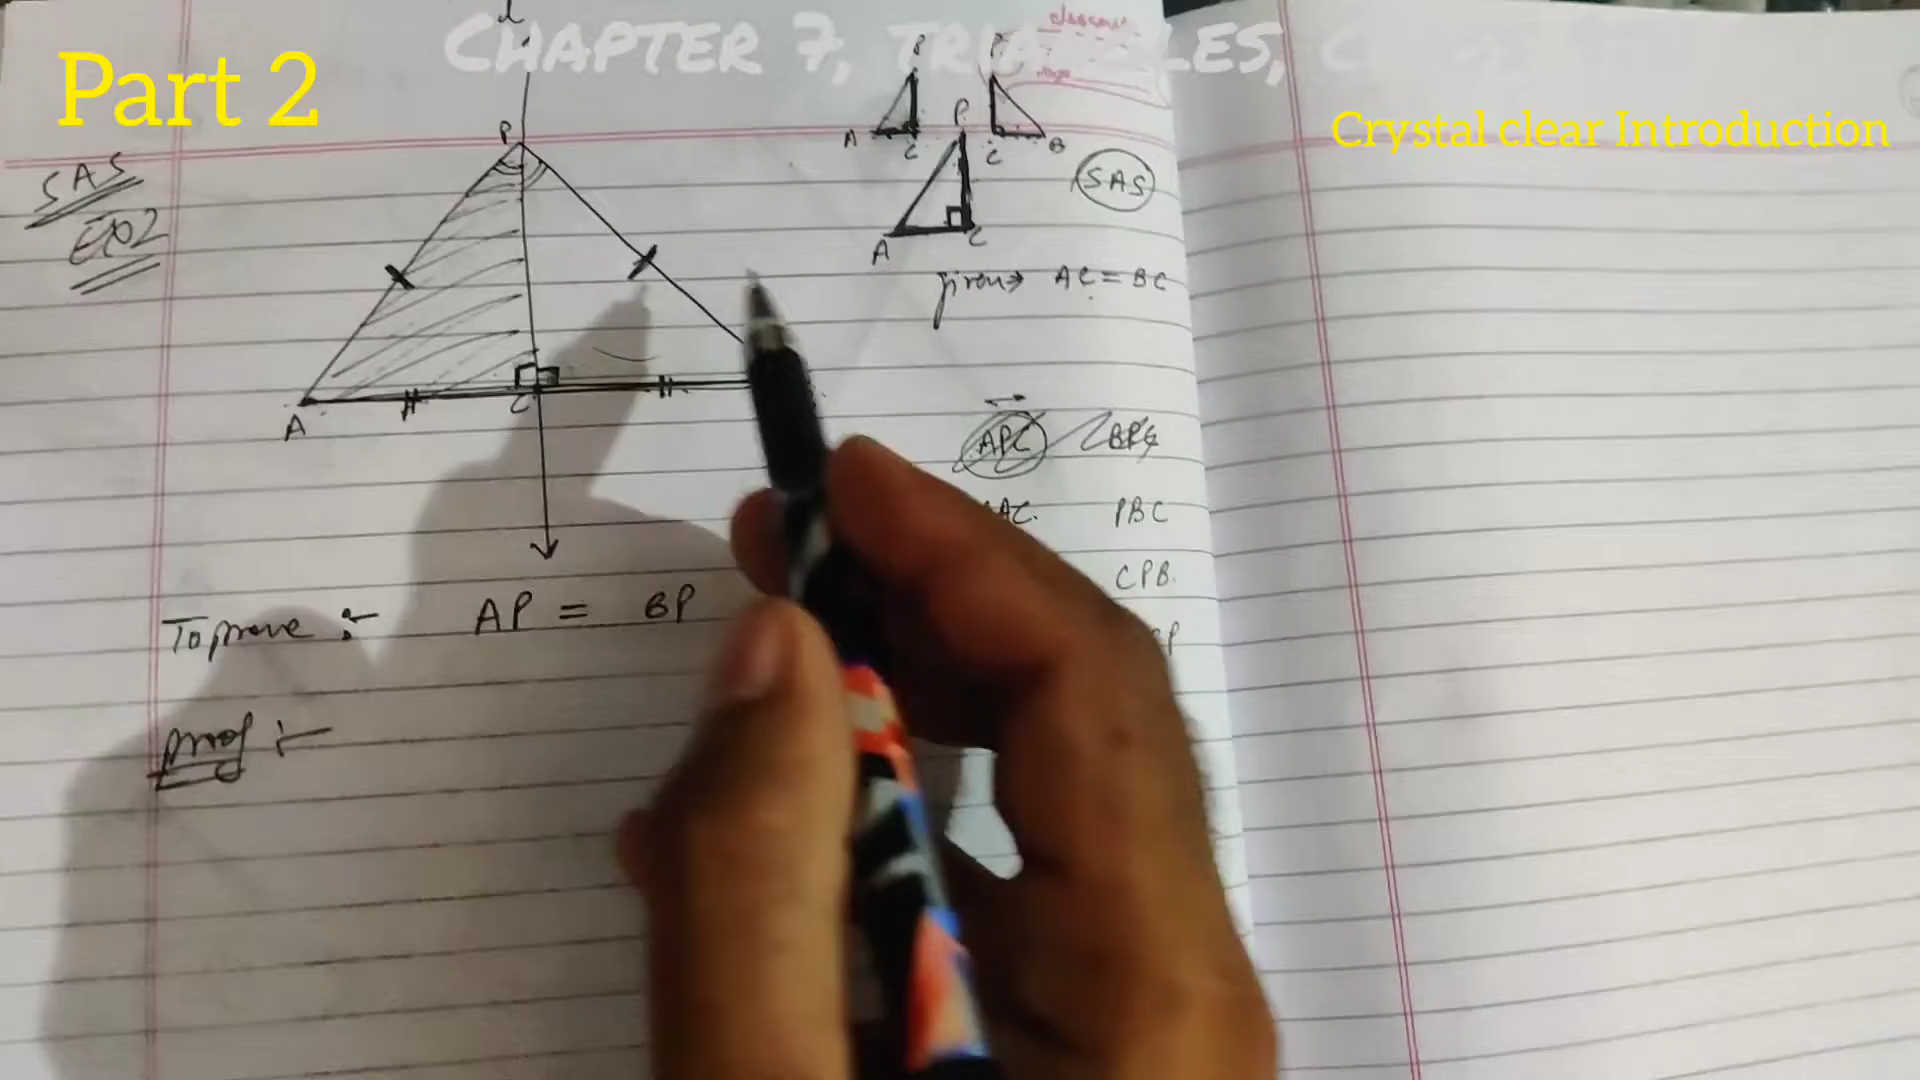 Part 2
CHAPTER 7, TRIANGLES,
Crystal clear Introduction
SAS
EX2
l
P
A
C
A
C
P
C
B
A
C
SAS
given → AC = BC
APC
BPC
PBC
CPB.
To prove :- AP = BP
Proof :-